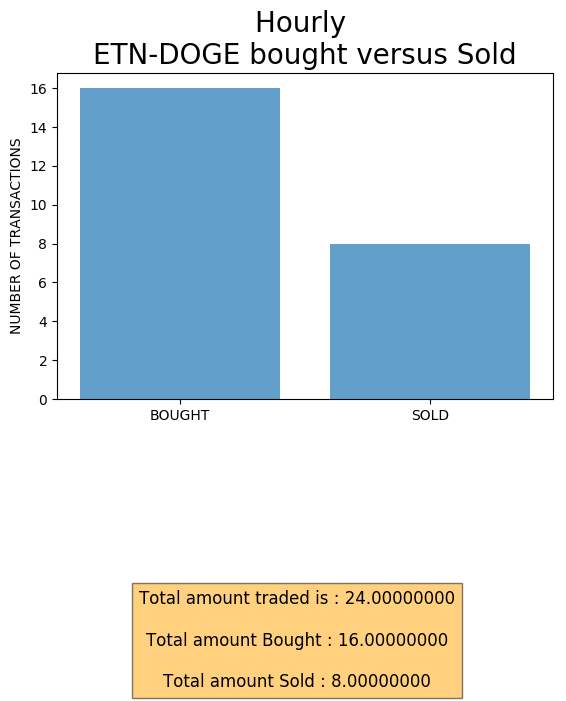 Hourly
ETN-DOGE bought versus Sold
NUMBER OF TRANSACTIONS
16
14
12
10
8
6
4
2
0
BOUGHT SOLD
Total amount traded is : 24.00000000
Total amount Bought : 16.00000000
Total amount Sold : 8.00000000